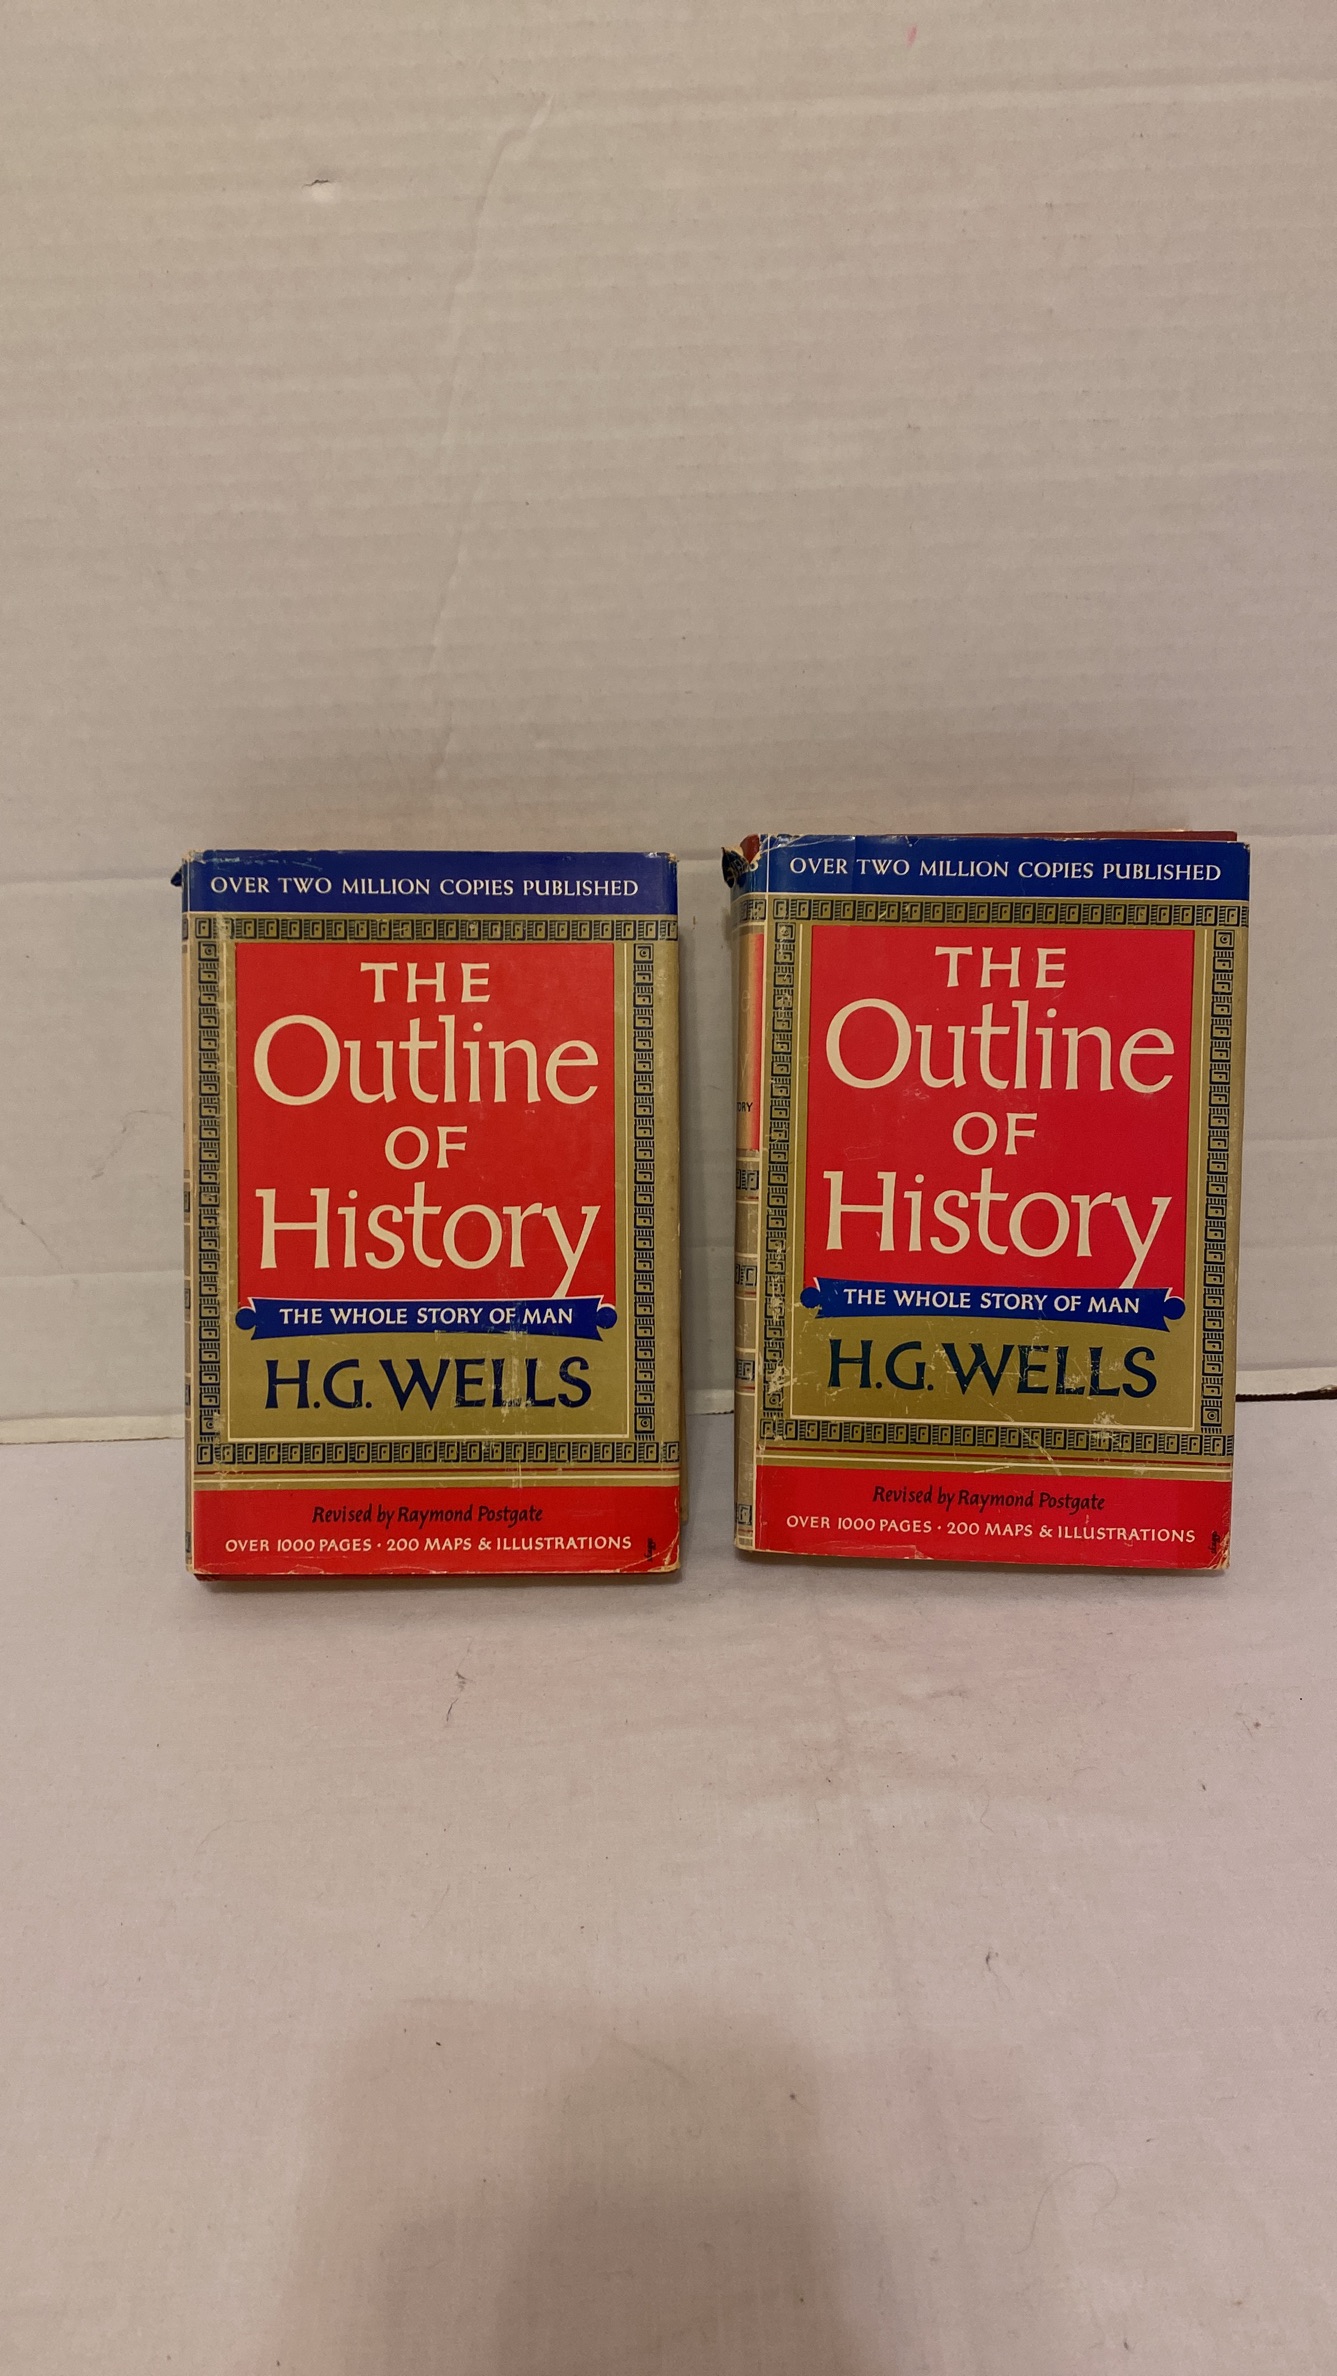 OVER TWO MILLION COPIES PUBLISHED
THE
Outline
OF
History
THE WHOLE STORY OF MAN
H.G. WELLS
Revised by Raymond Postgate
OVER 1000 PAGES · 200 MAPS & ILLUSTRATIONS
OVER TWO MILLION COPIES PUBLISHED
THE
Outline
OF
History
THE WHOLE STORY OF MAN
H.G. WELLS
Revised by Raymond Postgate
OVER 1000 PAGES · 200 MAPS & ILLUSTRATIONS